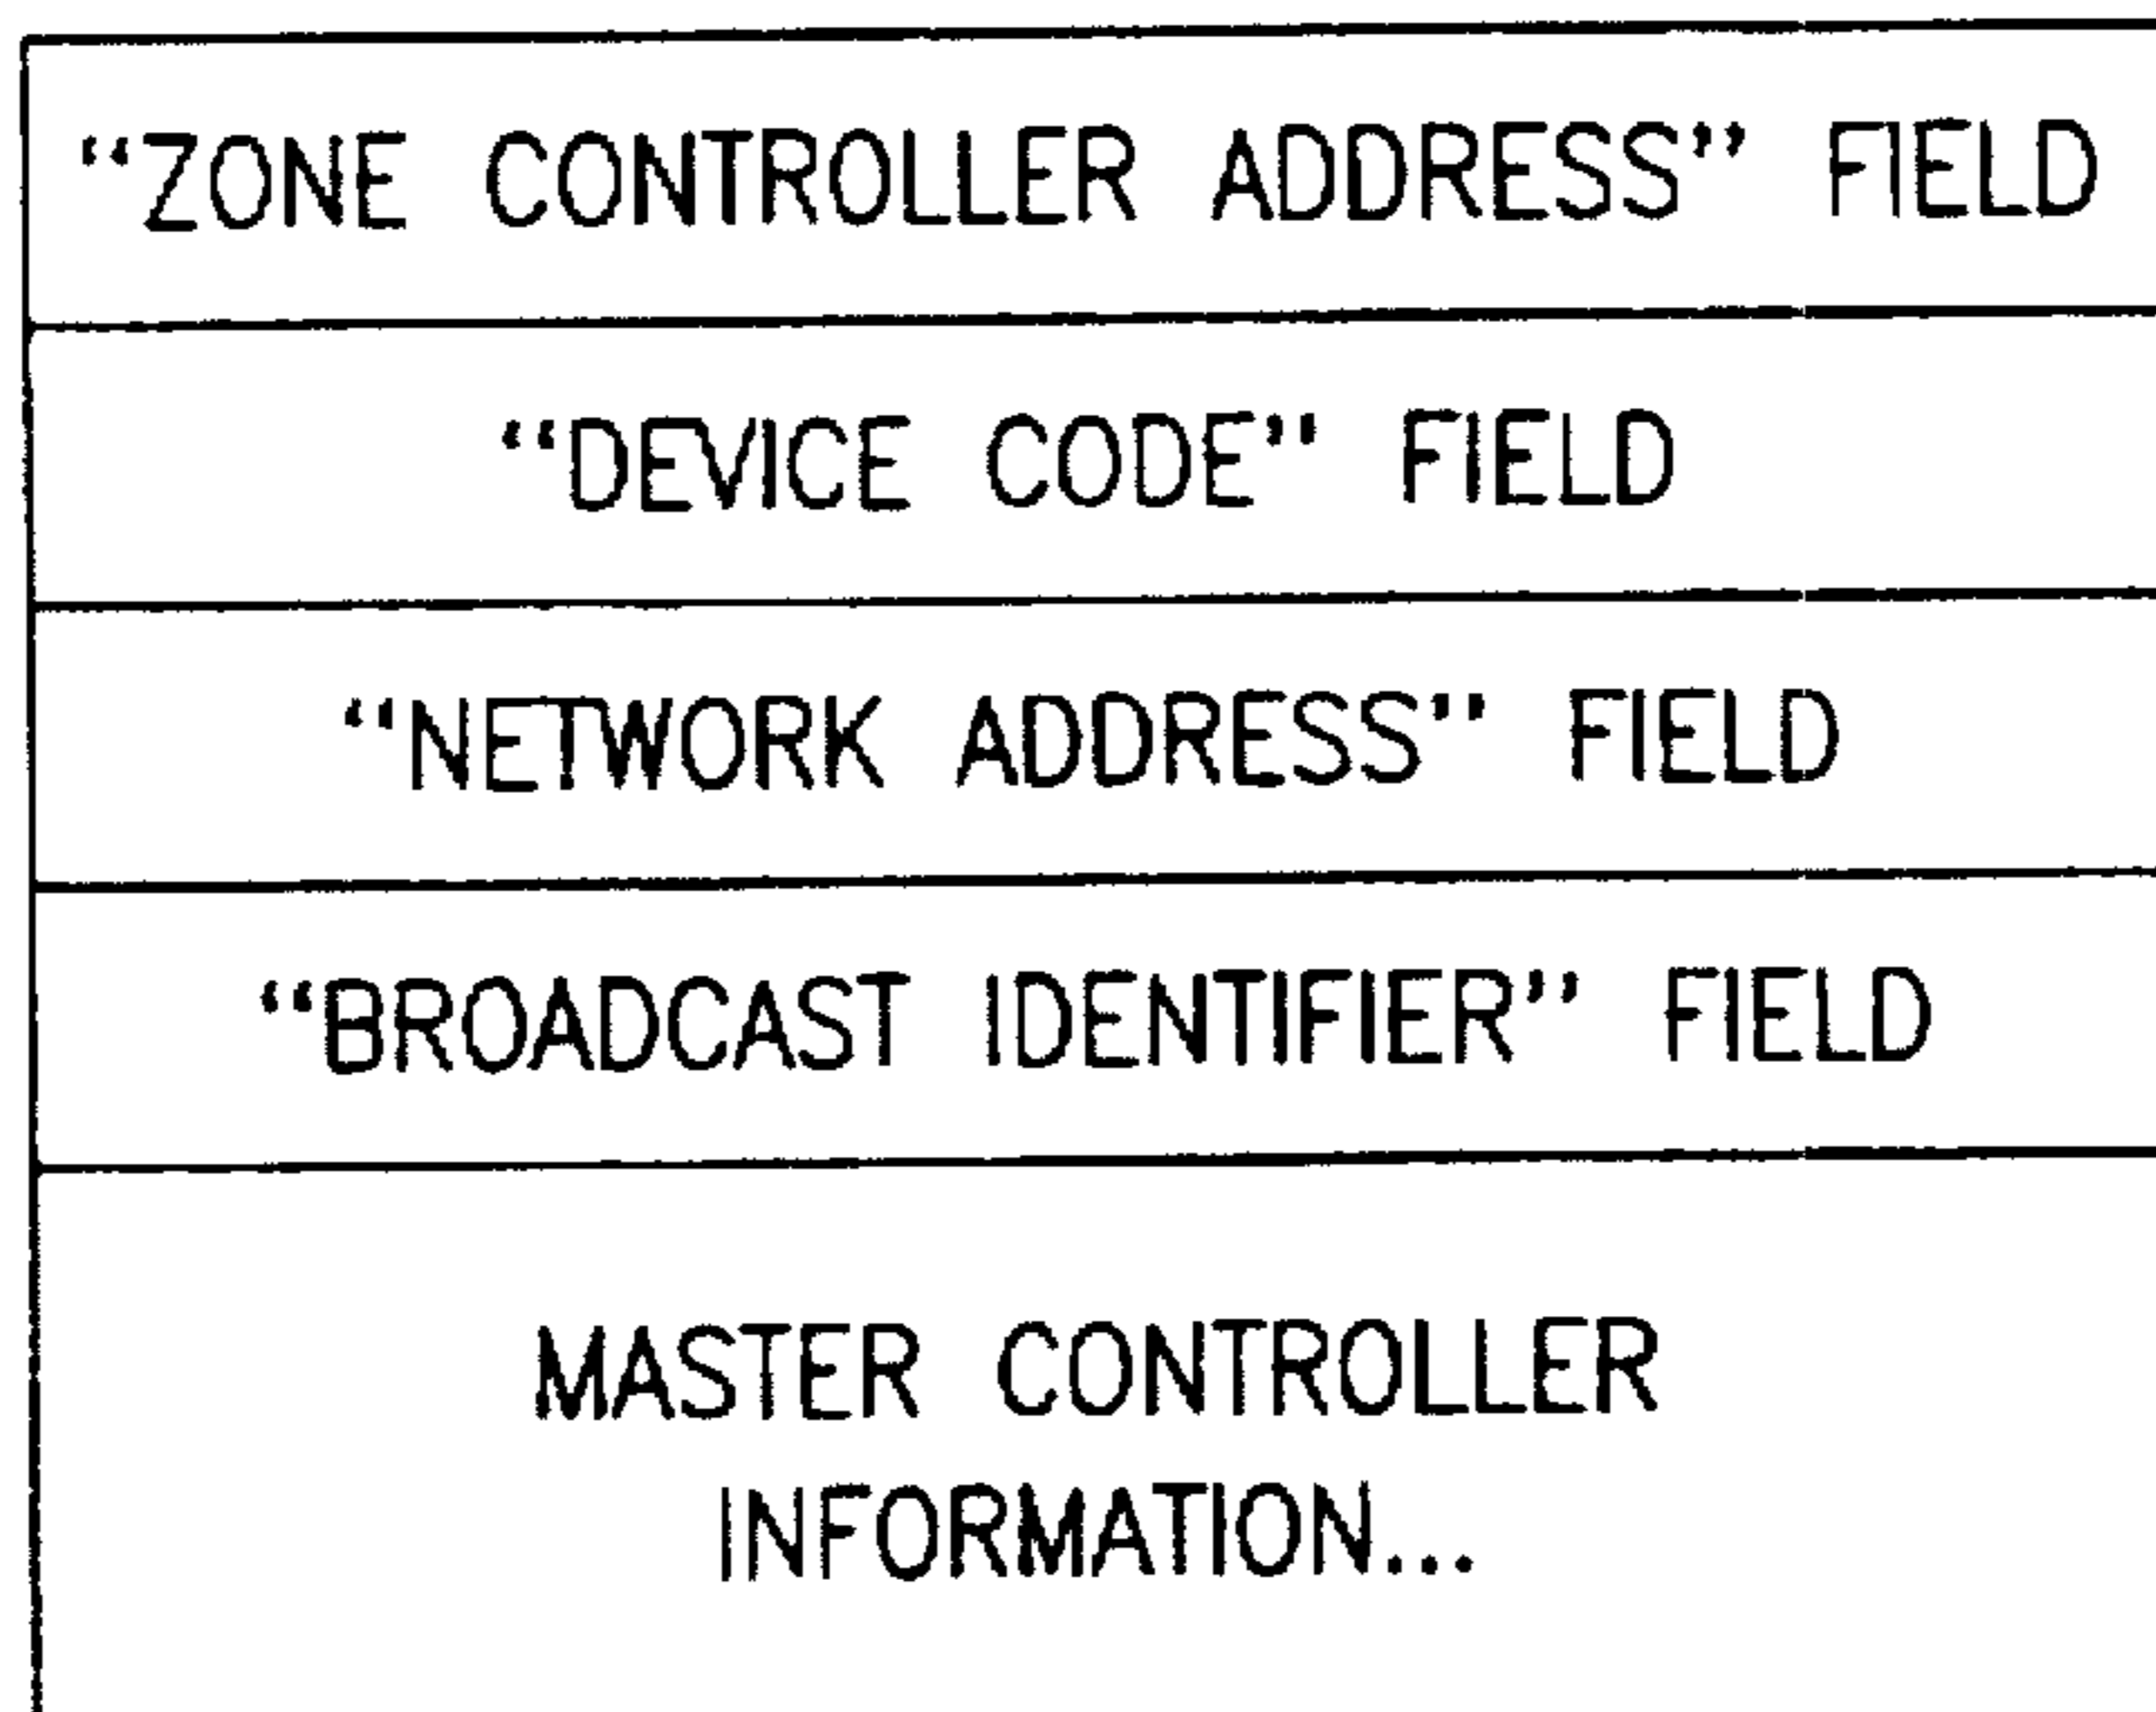 “ZONE CONTROLLER ADDRESS” FIELD
“DEVICE CODE” FIELD
“NETWORK ADDRESS” FIELD
“BROADCAST IDENTIFIER” FIELD
MASTER CONTROLLER
INFORMATION...